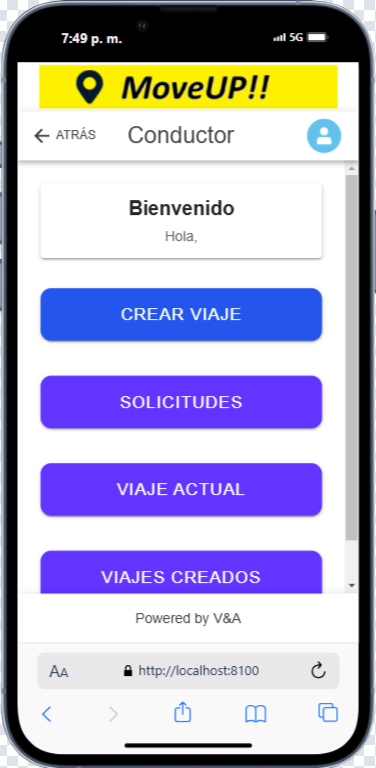 7:49 p. m.
5G
MoveUP!!
ATRÁS
Conductor
Bienvenido
Hola,
CREAR VIAJE
SOLICITUDES
VIAJE ACTUAL
VIAJES CREADOS
Powered by V&A
AA
http://localhost:8100